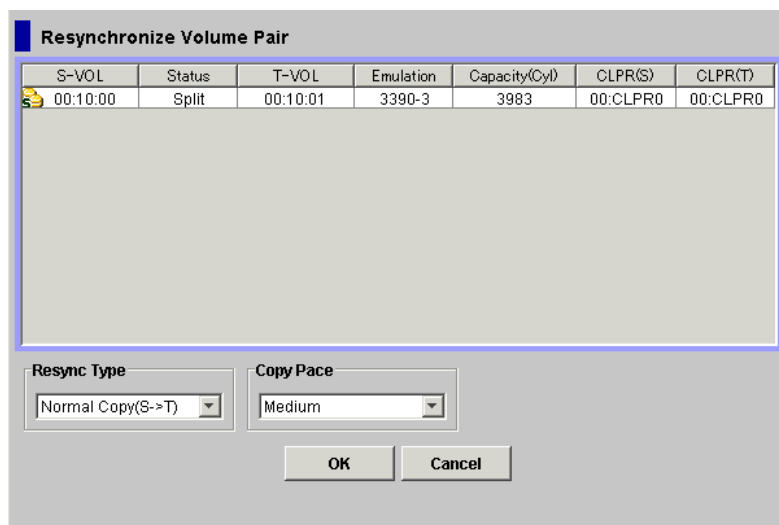 Resynchronize Volume Pair
S-VOL Status T-VOL Emulation Capacity(Cyl) CLPR(S) CLPR(T)
S 00:10:00 Split 00:10:01 3390-3 3983 00:CLPR0 00:CLPR0
Resync Type Copy Pace
Normal Copy(S->T) Medium
OK Cancel